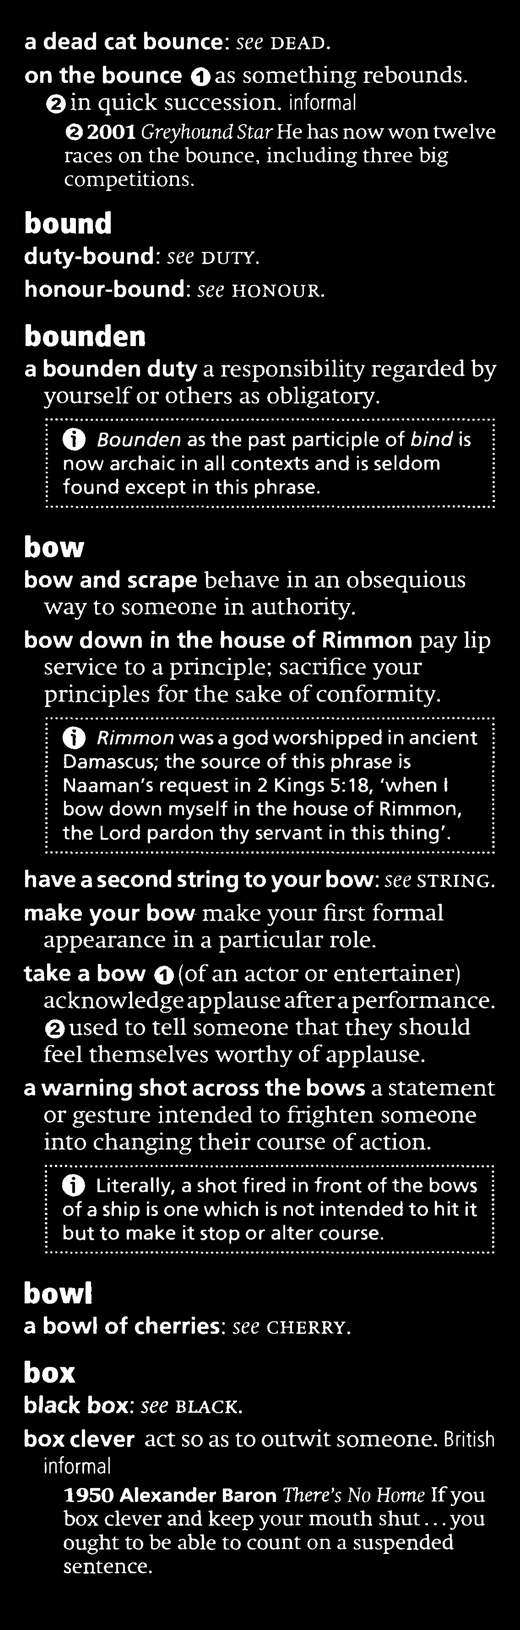 a dead cat bounce: see DEAD.
on the bounce ❶ as something rebounds.
❷ in quick succession. informal
❷ 2001 Greyhound Star He has now won twelve
races on the bounce, including three big
competitions.
bound
duty-bound: see DUTY.
honour-bound: see HONOUR.
bounden
a bounden duty a responsibility regarded by
yourself or others as obligatory.
ℹ Bounden as the past participle of bind is
now archaic in all contexts and is seldom
found except in this phrase.
bow
bow and scrape behave in an obsequious
way to someone in authority.
bow down in the house of Rimmon pay lip
service to a principle; sacrifice your
principles for the sake of conformity.
ℹ Rimmon was a god worshipped in ancient
Damascus; the source of this phrase is
Naaman's request in 2 Kings 5:18, 'when I
bow down myself in the house of Rimmon,
the Lord pardon thy servant in this thing'.
have a second string to your bow: see STRING.
make your bow make your first formal
appearance in a particular role.
take a bow ❶ (of an actor or entertainer)
acknowledge applause after a performance.
❷ used to tell someone that they should
feel themselves worthy of applause.
a warning shot across the bows a statement
or gesture intended to frighten someone
into changing their course of action.
ℹ Literally, a shot fired in front of the bows
of a ship is one which is not intended to hit it
but to make it stop or alter course.
bowl
a bowl of cherries: see CHERRY.
box
black box: see BLACK.
box clever act so as to outwit someone. British
informal
1950 Alexander Baron There's No Home If you
box clever and keep your mouth shut...you
ought to be able to count on a suspended
sentence.